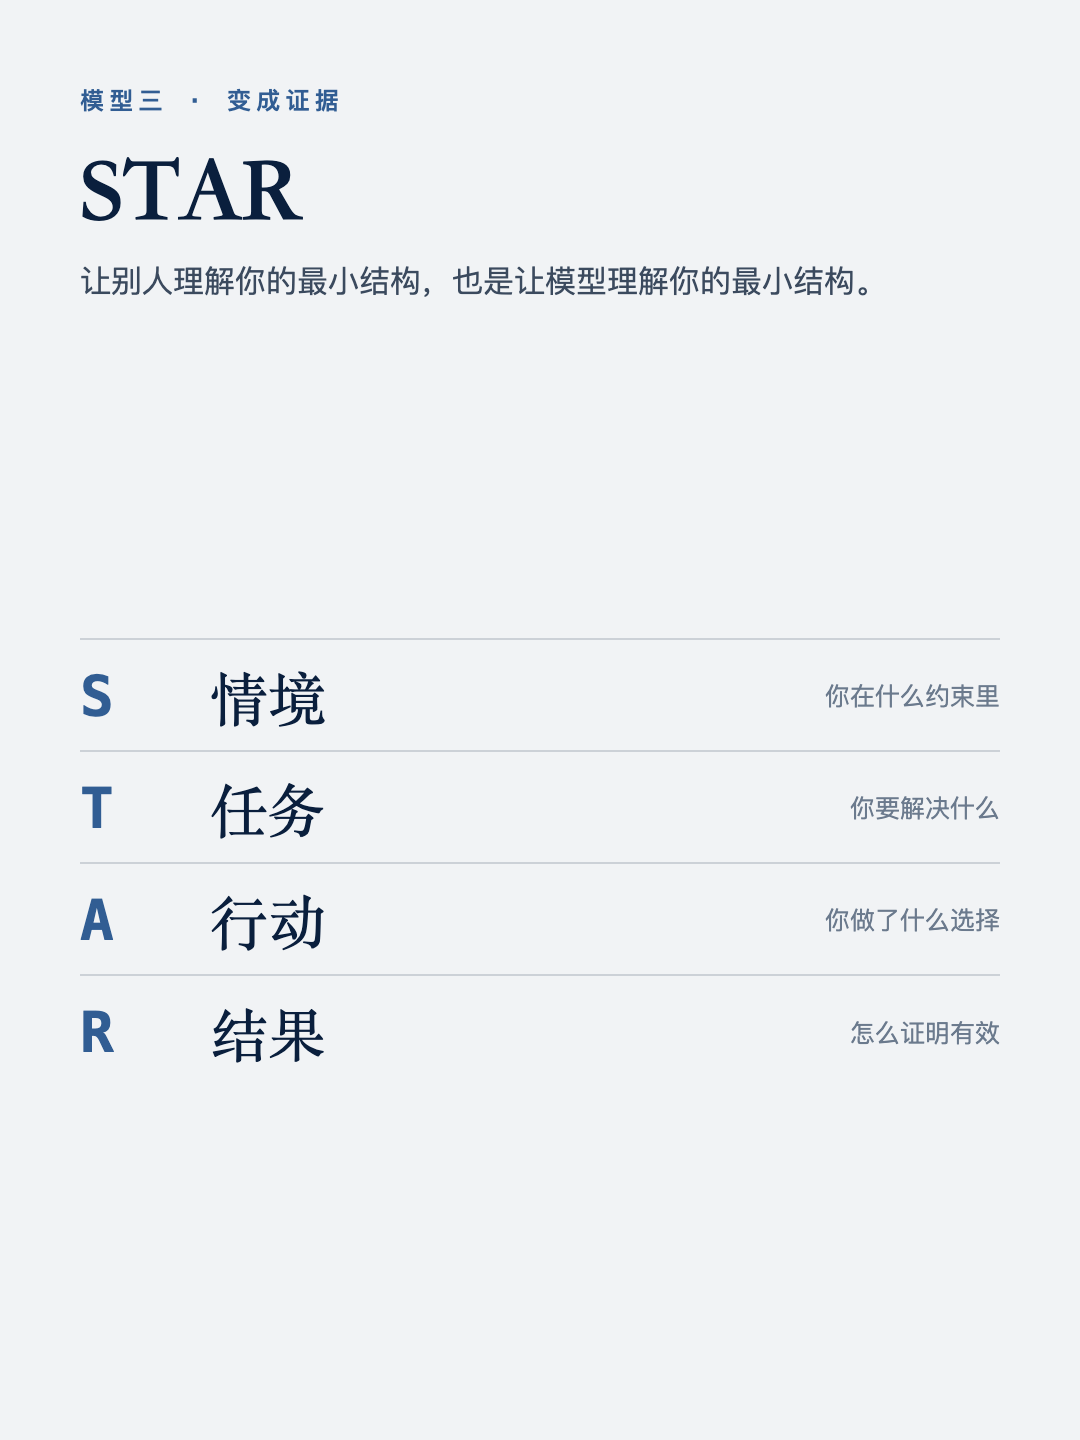 模型三 · 变成证据
STAR
让别人理解你的最小结构，也是让模型理解你的最小结构。
S 情境 你在什么约束里
T 任务 你要解决什么
A 行动 你做了什么选择
R 结果 怎么证明有效